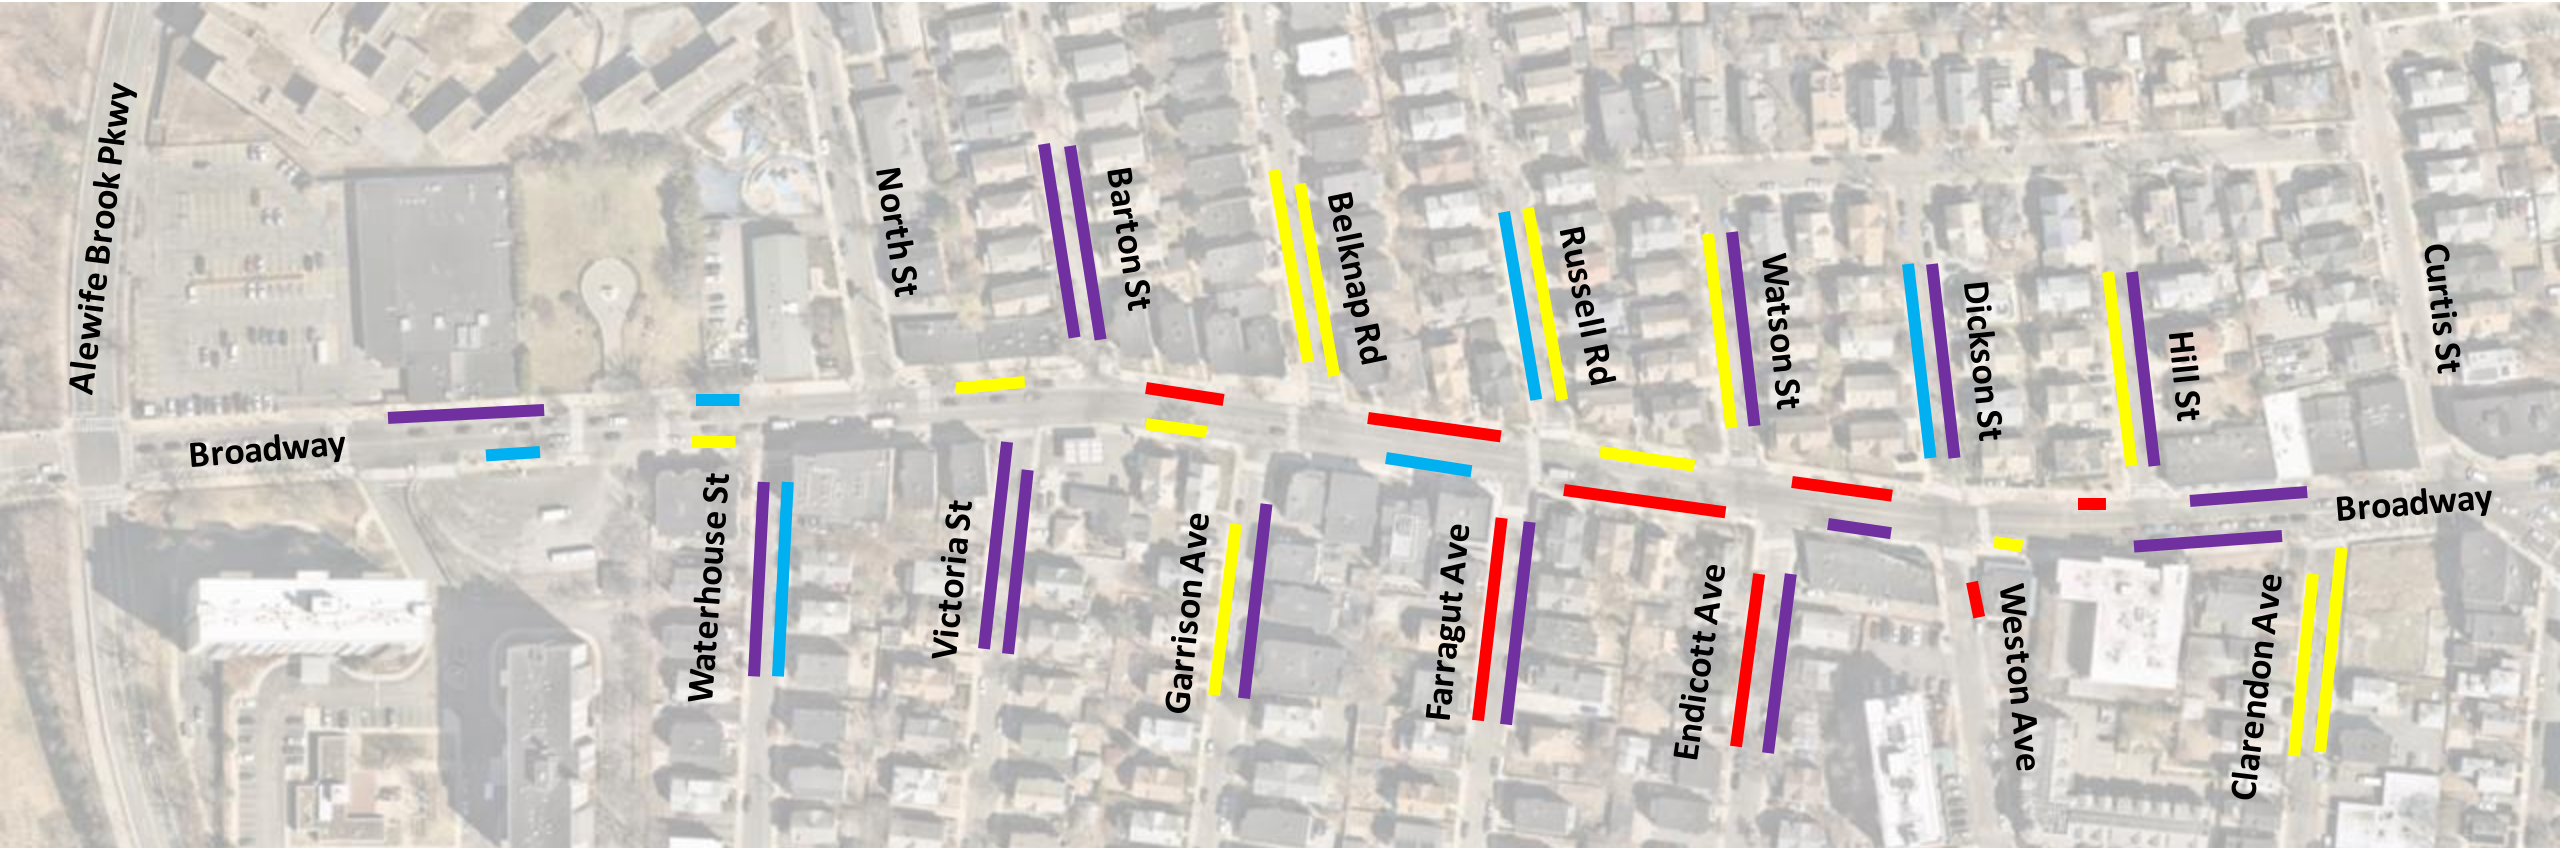 Alewife Brook Pkwy
North St
Barton St
Belknap Rd
Russell Rd
Watson St
Dickson St
Hill St
Curtis St
Broadway
Broadway
Waterhouse St
Victoria St
Garrison Ave
Farragut Ave
Endicott Ave
Weston Ave
Clarendon Ave